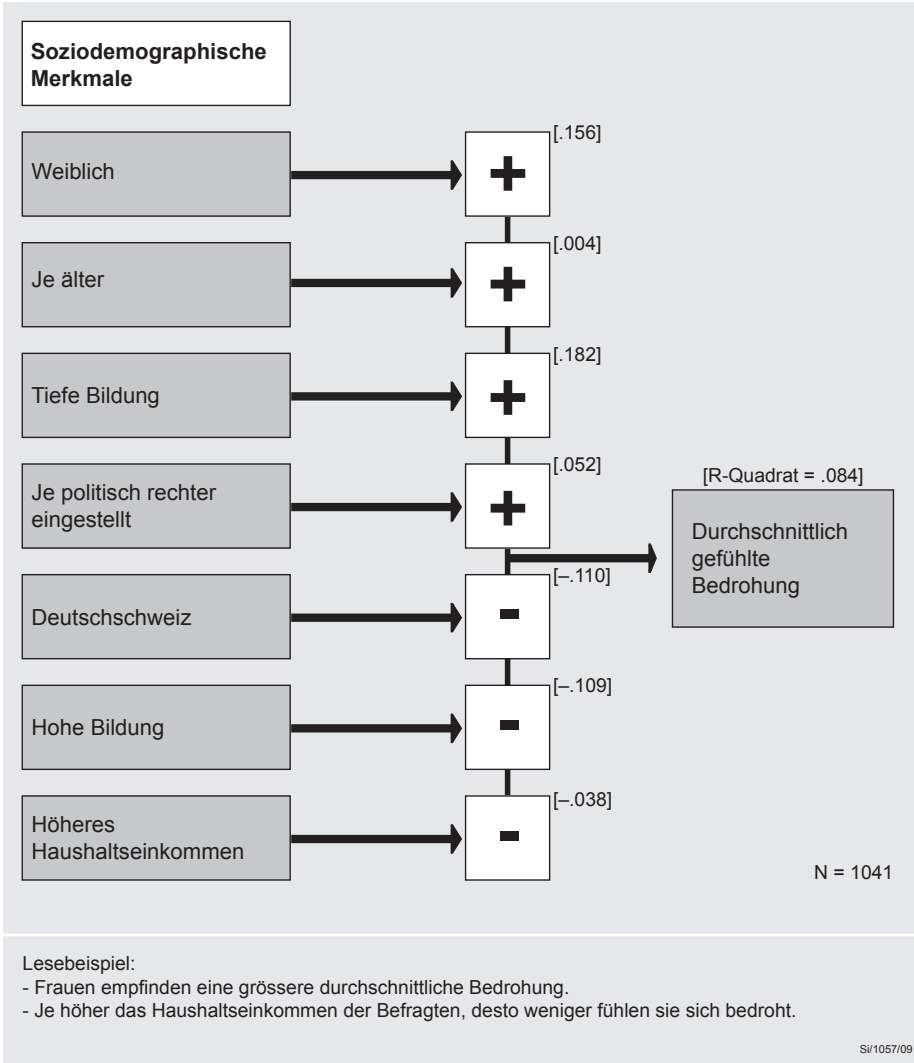 Soziodemographische
Merkmale
Weiblich
+
[.156]
Je älter
+
[.004]
Tiefe Bildung
+
[.182]
Je politisch rechter
eingestellt
+
[.052]
[R-Quadrat = .084]
Durchschnittlich
gefühlte
Bedrohung
Deutschschweiz
-
[–.110]
Hohe Bildung
-
[–.109]
Höheres
Haushaltseinkommen
-
[–.038]
N = 1041
Lesebeispiel:
- Frauen empfinden eine grössere durchschnittliche Bedrohung.
- Je höher das Haushaltseinkommen der Befragten, desto weniger fühlen sie sich bedroht.
Si/1057/09